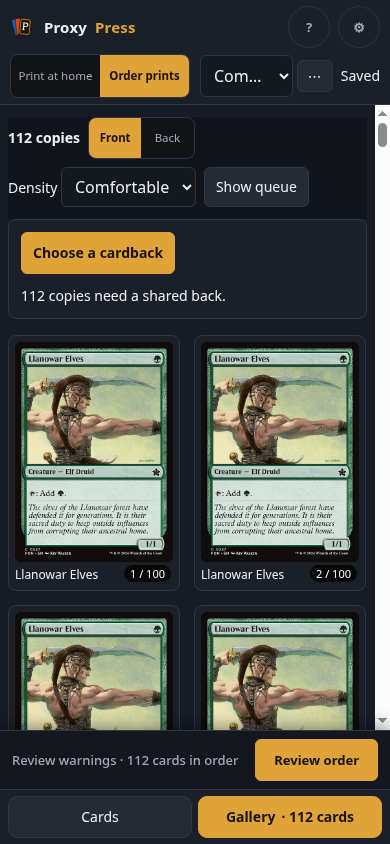 Proxy Press
?
Print at home
Order prints
Com...
...
Saved
112 copies
Front
Back
Density
Comfortable
Show queue
Choose a cardback
112 copies need a shared back.
Llanowar Elves
Creature — Elf Druid
: Add .
The elves of the Llanowar forest have
defended it for generations. It is their
sacred duty to keep outside influences
from corrupting their ancestral home.
1/1
Llanowar Elves
1 / 100
Llanowar Elves
Creature — Elf Druid
: Add .
The elves of the Llanowar forest have
defended it for generations. It is their
sacred duty to keep outside influences
from corrupting their ancestral home.
1/1
Llanowar Elves
2 / 100
Llanowar Elves
Llanowar Elves
Review warnings · 112 cards in order
Review order
Cards
Gallery · 112 cards